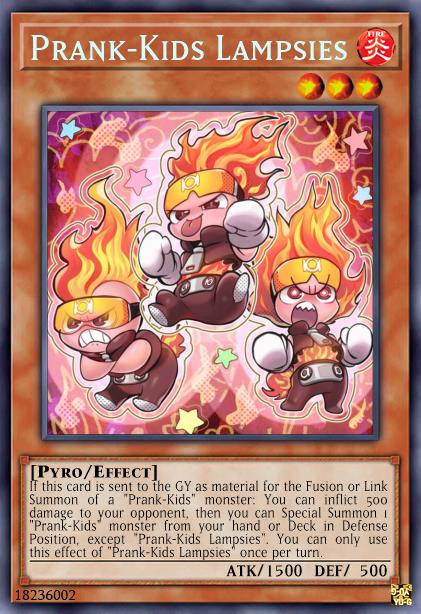 PRANK-KIDS LAMPSIES
FIRE
炎
[PYRO/EFFECT]
If this card is sent to the GY as material for the Fusion or Link
Summon of a "Prank-Kids" monster: You can inflict 500
damage to your opponent, then you can Special Summon 1
"Prank-Kids" monster from your hand or Deck in Defense
Position, except "Prank-Kids Lampsies". You can only use
this effect of "Prank-Kids Lampsies" once per turn.
ATK/1500 DEF/ 500
18236002